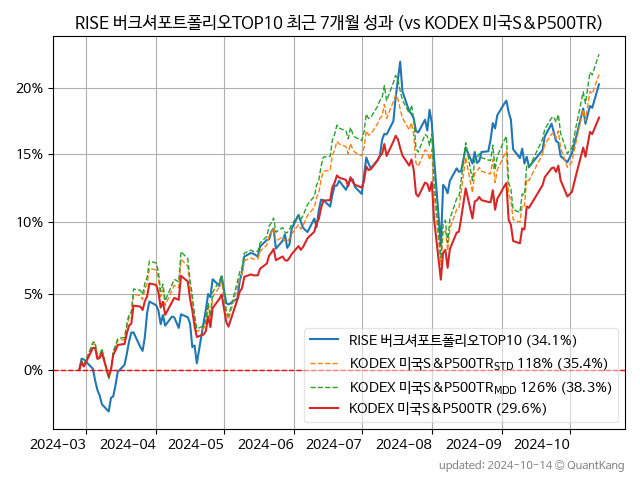 RISE 버크셔포트폴리오TOP10 최근 7개월 성과 (vs KODEX 미국S&P500TR)
20%
15%
10%
5%
0%
RISE 버크셔포트폴리오TOP10 (34.1%)
KODEX 미국S&P500TR_STD 118% (35.4%)
KODEX 미국S&P500TR_MDD 126% (38.3%)
KODEX 미국S&P500TR (29.6%)
2024-03 2024-04 2024-05 2024-06 2024-07 2024-08 2024-09 2024-10
updated: 2024-10-14 © QuantKang